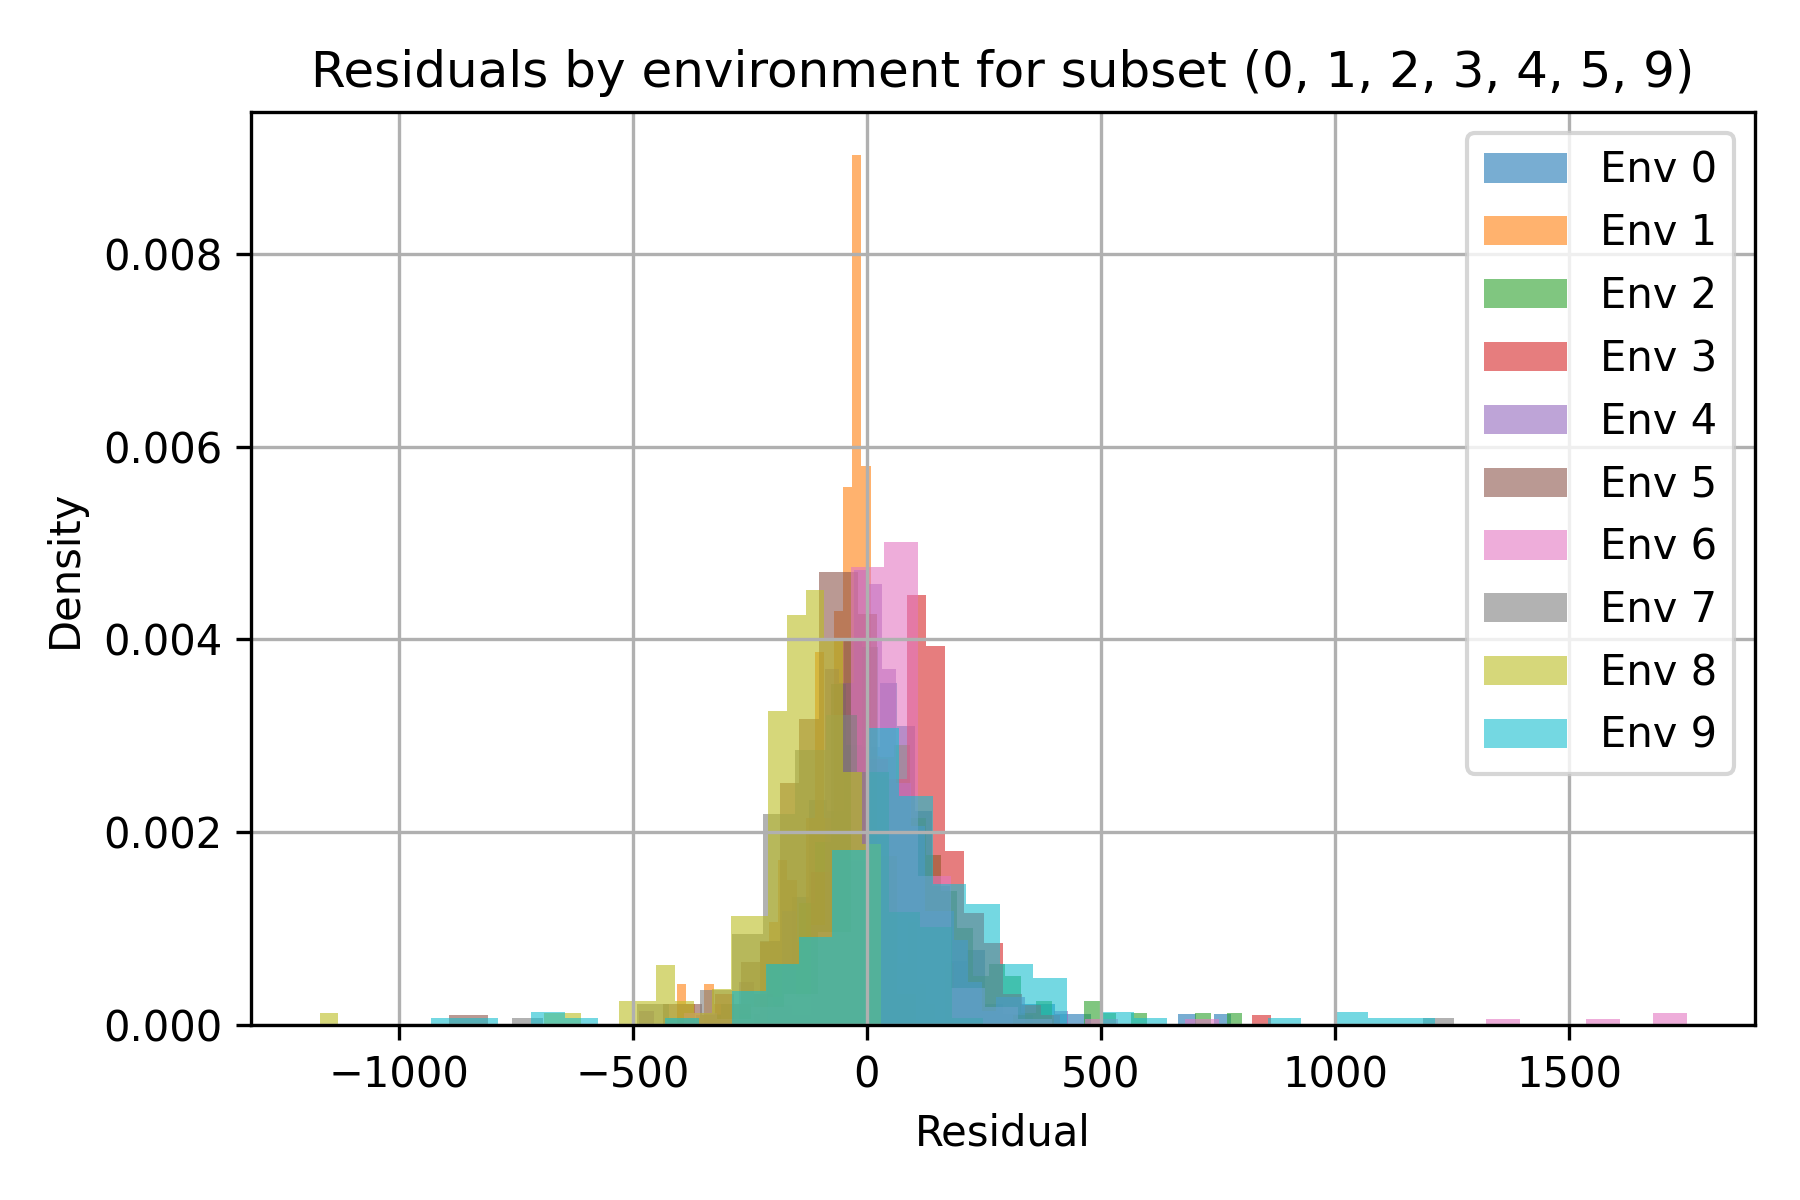 Residuals by environment for subset (0, 1, 2, 3, 4, 5, 9)
Env 0
Env 1
Env 2
Env 3
Env 4
Env 5
Env 6
Env 7
Env 8
Env 9
0.008
0.006
0.004
0.002
0.000
Density
−1000
−500
0
500
1000
1500
Residual